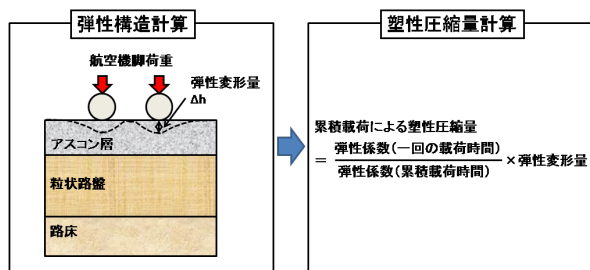 弾性構造計算
航空機脚荷重
弾性変形量
Δh
アスコン層
粒状路盤
路床
塑性圧縮量計算
累積載荷による塑性圧縮量
= 弾性係数(一回の載荷時間) × 弾性変形量
弾性係数(累積載荷時間)